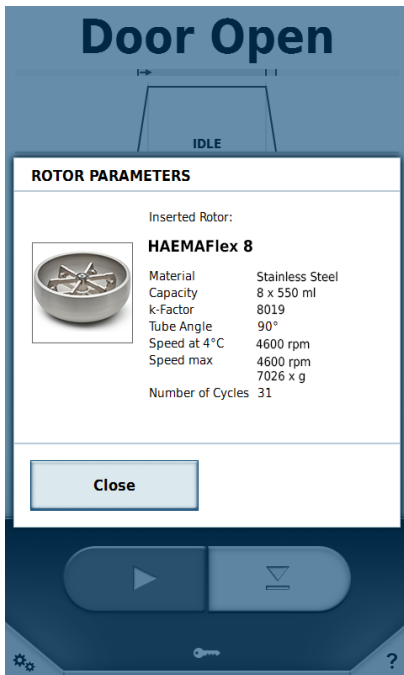 Door Open
IDLE
ROTOR PARAMETERS
Inserted Rotor:
HAEMAFlex 8
Material Stainless Steel
Capacity 8 x 550 ml
k-Factor 8019
Tube Angle 90°
Speed at 4°C 4600 rpm
Speed max 4600 rpm
7026 x g
Number of Cycles 31
Close
?